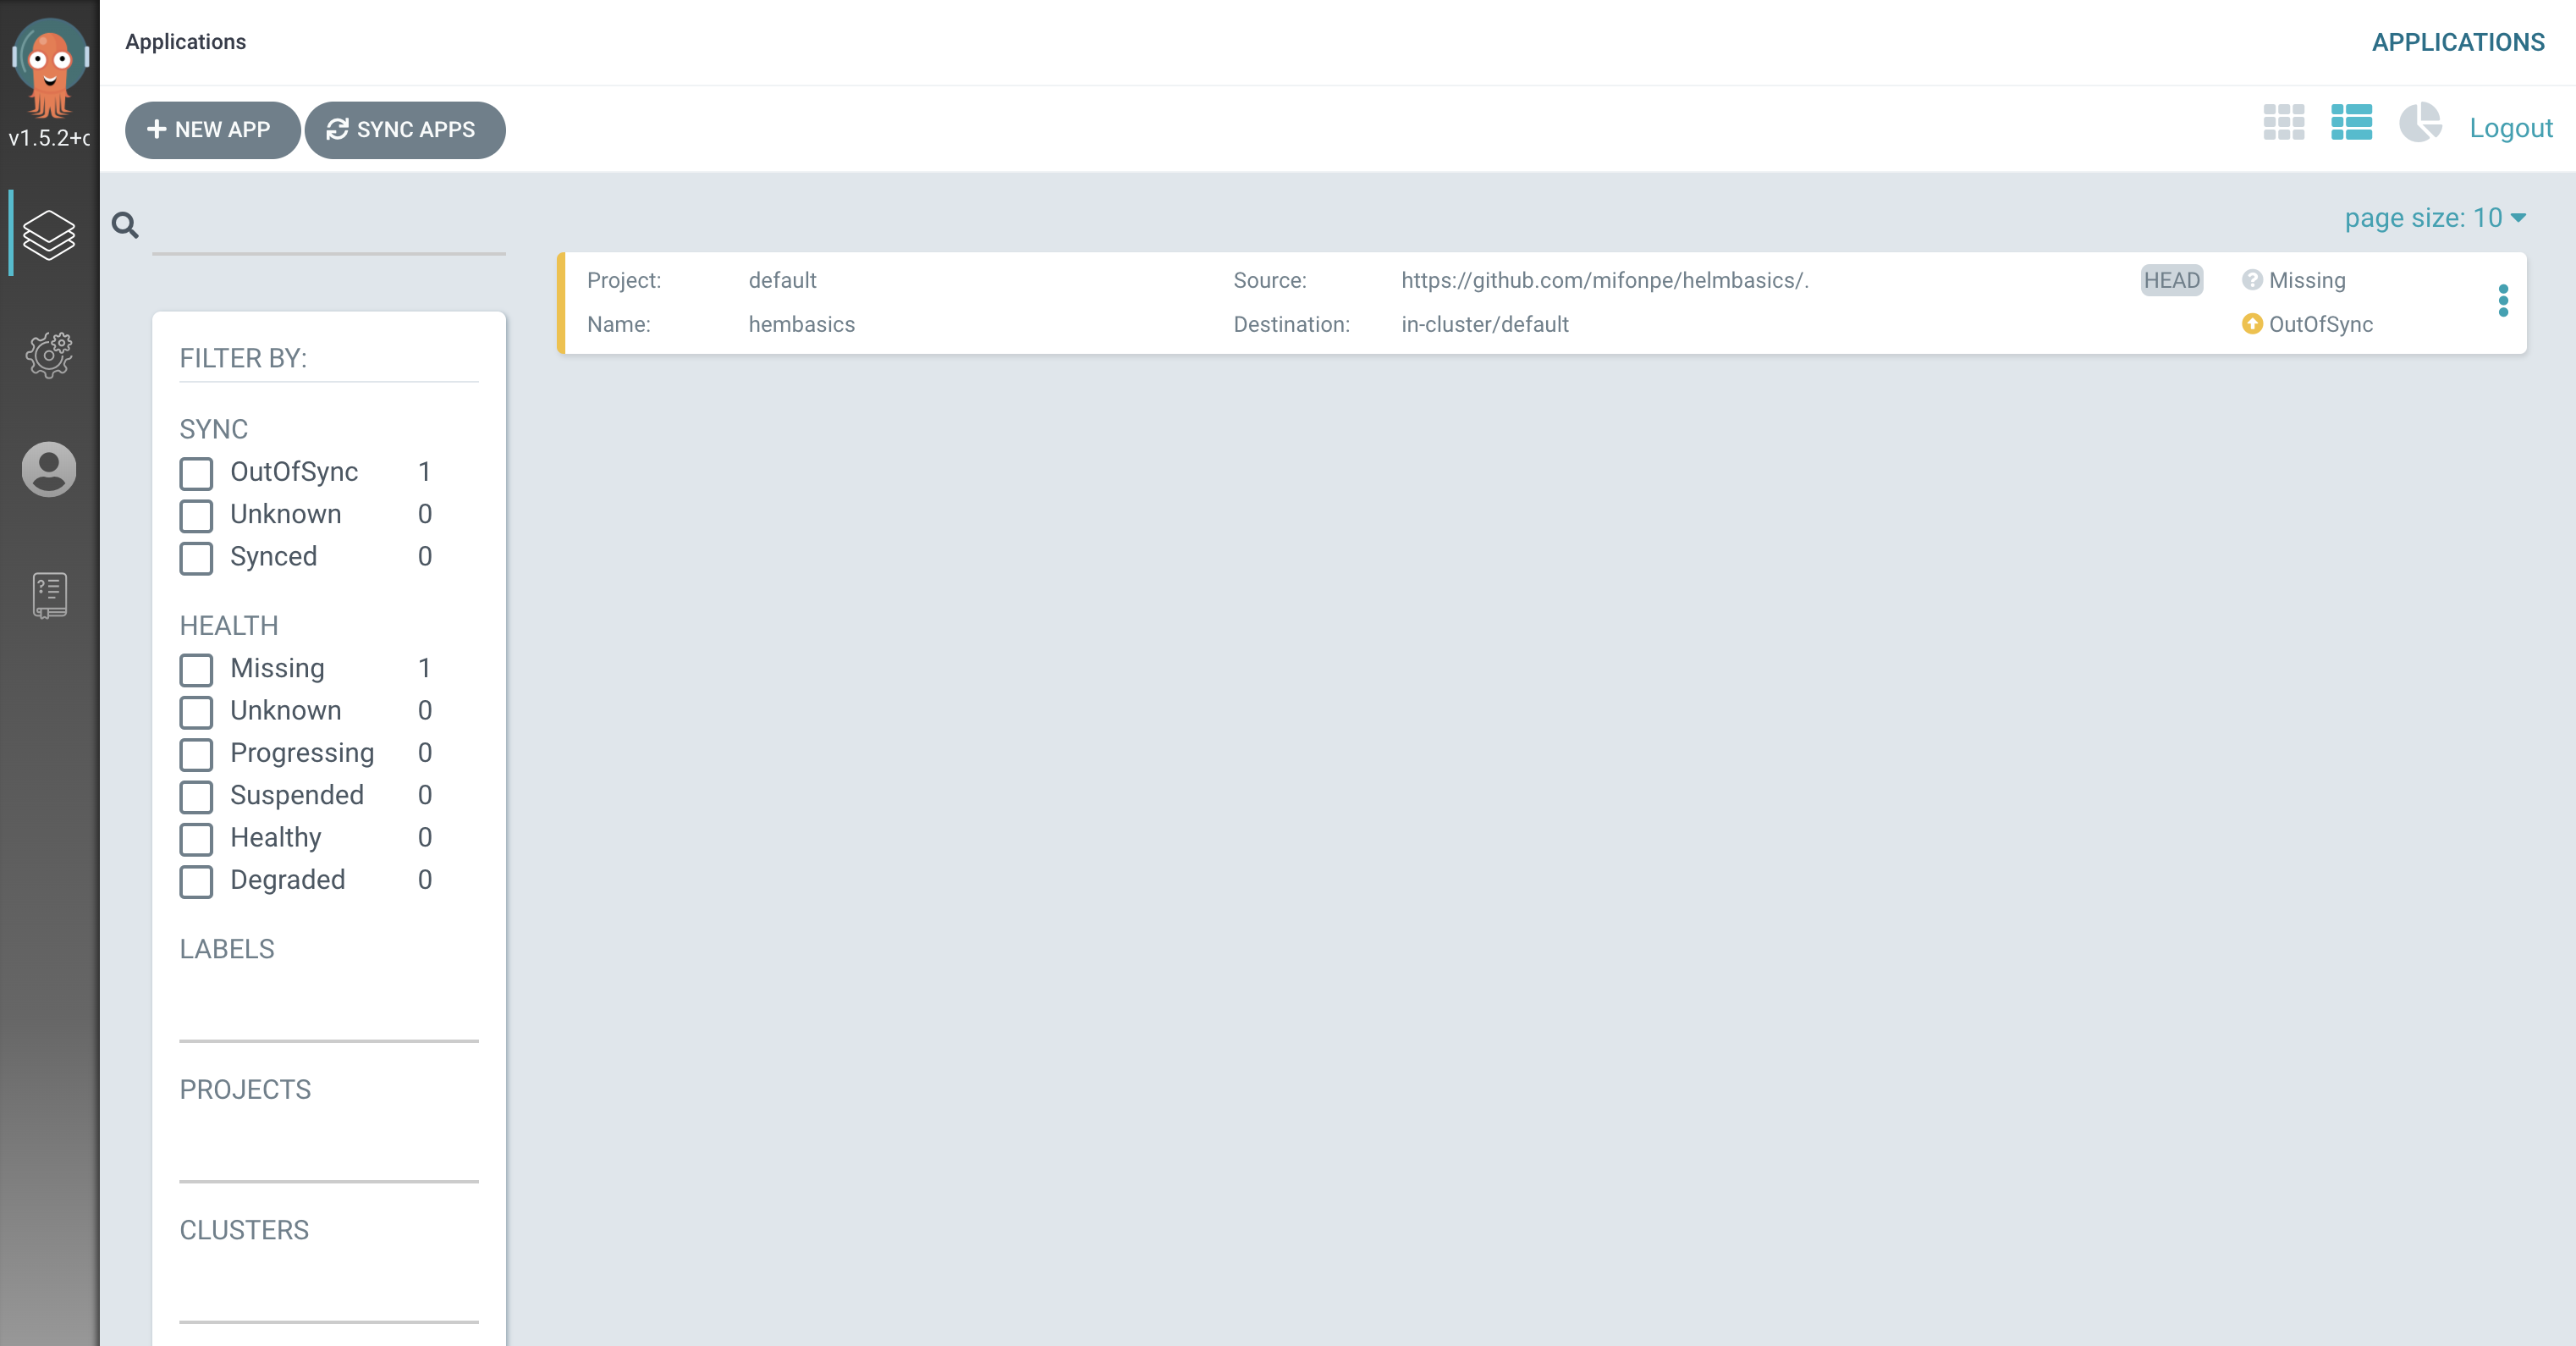 Applications
APPLICATIONS
NEW APP
SYNC APPS
Logout
v1.5.2+c
page size: 10
Project: default Source: https://github.com/mifonpe/helmbasics/. HEAD Missing
Name: hembasics Destination: in-cluster/default OutOfSync
FILTER BY:
SYNC
OutOfSync 1
Unknown 0
Synced 0
HEALTH
Missing 1
Unknown 0
Progressing 0
Suspended 0
Healthy 0
Degraded 0
LABELS
PROJECTS
CLUSTERS